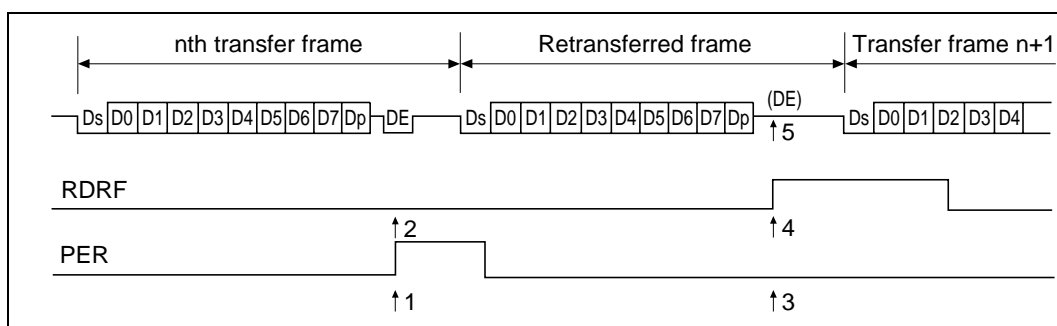 nth transfer frame Retransferred frame Transfer frame n+1
(DE)
Ds D0 D1 D2 D3 D4 D5 D6 D7 Dp DE Ds D0 D1 D2 D3 D4 D5 D6 D7 Dp Ds D0 D1 D2 D3 D4
↑5
RDRF
↑2 ↑4
PER
↑1 ↑3